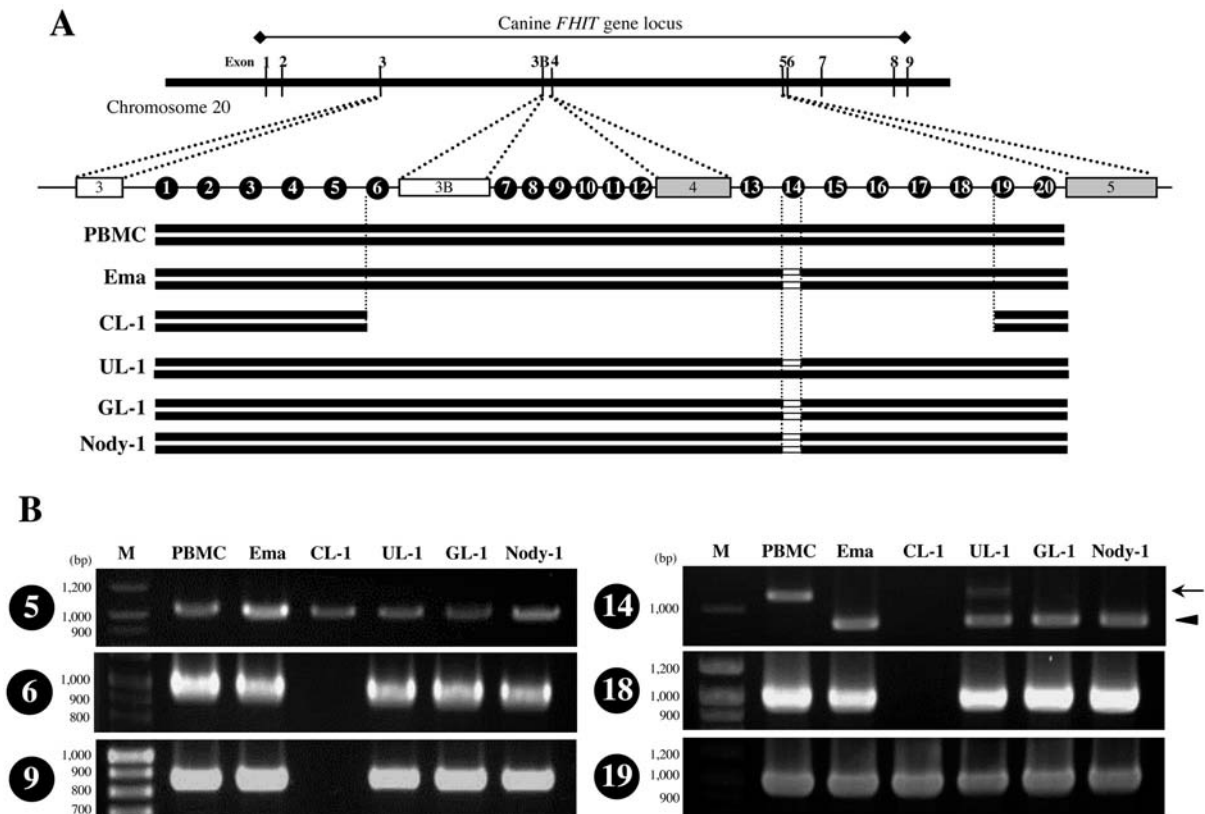 A
Canine FHIT gene locus
Exon 1 2 3 3B 4 5 6 7 8 9
Chromosome 20
3 1 2 3 4 5 6 3B 7 8 9 10 11 12 4 13 14 15 16 17 18 19 20 5
PBMC
Ema
CL-1
UL-1
GL-1
Nody-1
B
(bp) M PBMC Ema CL-1 UL-1 GL-1 Nody-1
5
1,200
1,000
900
6
1,000
900
800
9
1,000
900
800
700
(bp) M PBMC Ema CL-1 UL-1 GL-1 Nody-1
14
1,000
18
1,200
1,000
900
19
1,200
1,000
900